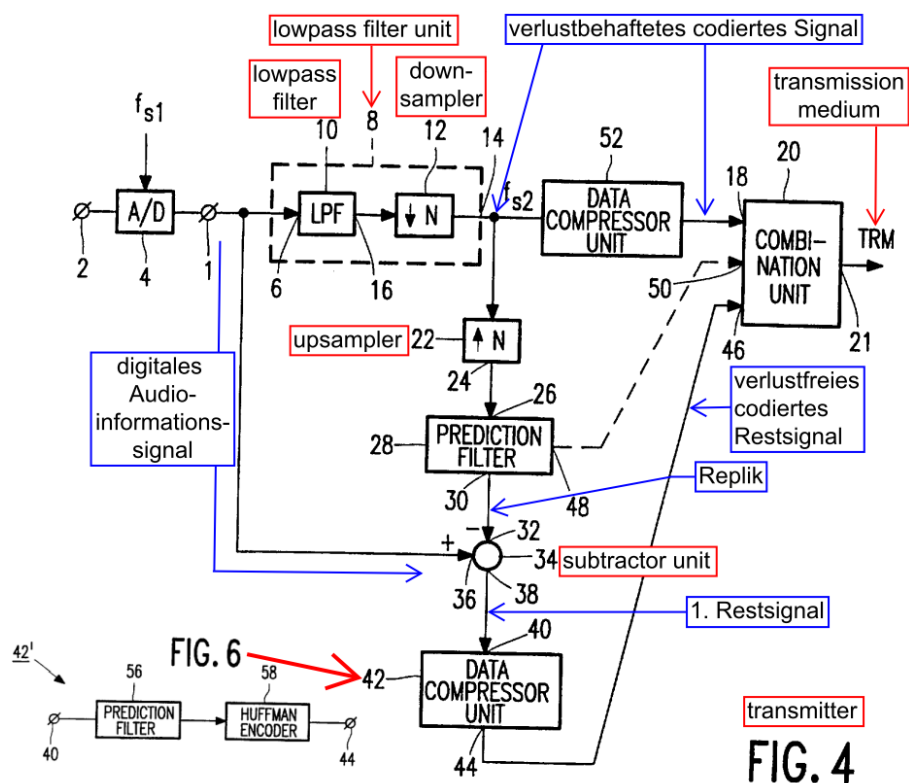 lowpass filter unit
verlustbehaftetes codiertes Signal
lowpass
filter
down-
sampler
transmission
medium
fs1
10
8
12
14
52
20
A/D
LPF
↓ N
fs2
DATA
COMPRESSOR
UNIT
18
COMBI-
NATION
UNIT
TRM
2
4
1
6
16
50
46
21
upsampler
22
↑ N
24
digitales
Audio-
informations-
signal
26
28
PREDICTION
FILTER
30
48
verlustfreies
codiertes
Restsignal
Replik
−
32
+
34
subtractor unit
36
38
1. Restsignal
40
FIG. 6
42
DATA
COMPRESSOR
UNIT
44
42'
56
58
PREDICTION
FILTER
HUFFMAN
ENCODER
40
44
transmitter
FIG. 4